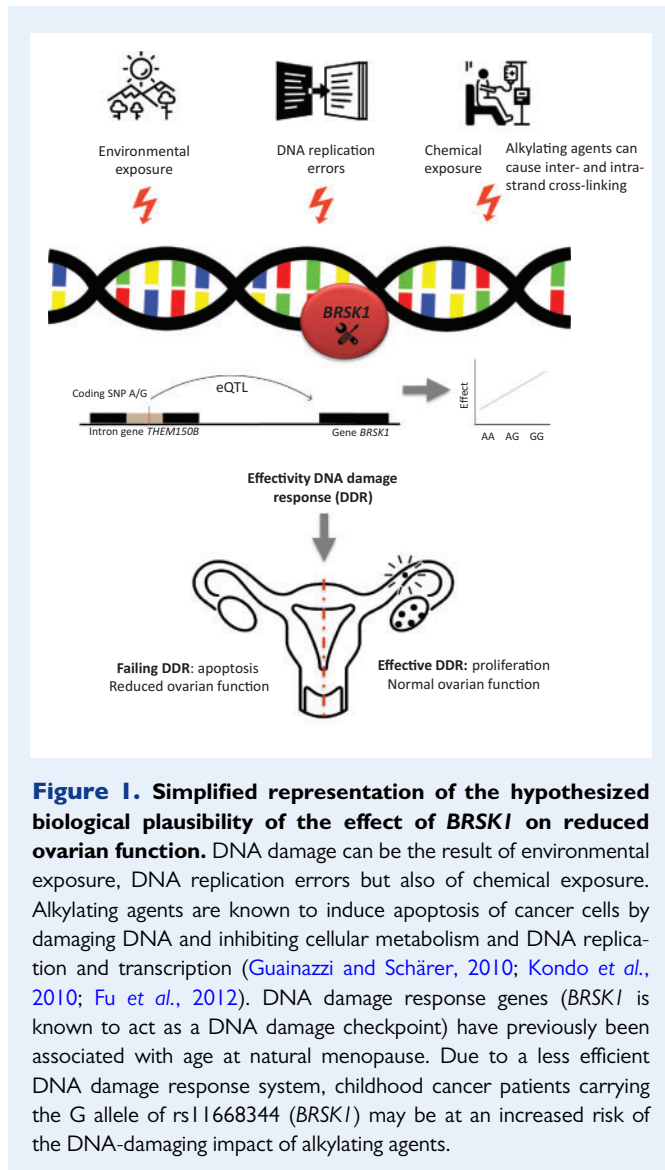 Environmental
exposure
DNA replication
errors
Chemical
exposure
Alkylating agents can
cause inter- and intra-
strand cross-linking
BRSK1
Coding SNP A/G
eQTL
Intron gene THEM150B
Gene BRSK1
Effect
AA AG GG
Effectivity DNA damage
response (DDR)
Failing DDR: apoptosis
Reduced ovarian function
Effective DDR: proliferation
Normal ovarian function
Figure 1. Simplified representation of the hypothesized
biological plausibility of the effect of BRSK1 on reduced
ovarian function. DNA damage can be the result of environmental
exposure, DNA replication errors but also of chemical exposure.
Alkylating agents are known to induce apoptosis of cancer cells by
damaging DNA and inhibiting cellular metabolism and DNA replica-
tion and transcription (Guainazzi and Schärer, 2010; Kondo et al.,
2010; Fu et al., 2012). DNA damage response genes (BRSK1 is
known to act as a DNA damage checkpoint) have previously been
associated with age at natural menopause. Due to a less efficient
DNA damage response system, childhood cancer patients carrying
the G allele of rs11668344 (BRSK1) may be at an increased risk of
the DNA-damaging impact of alkylating agents.